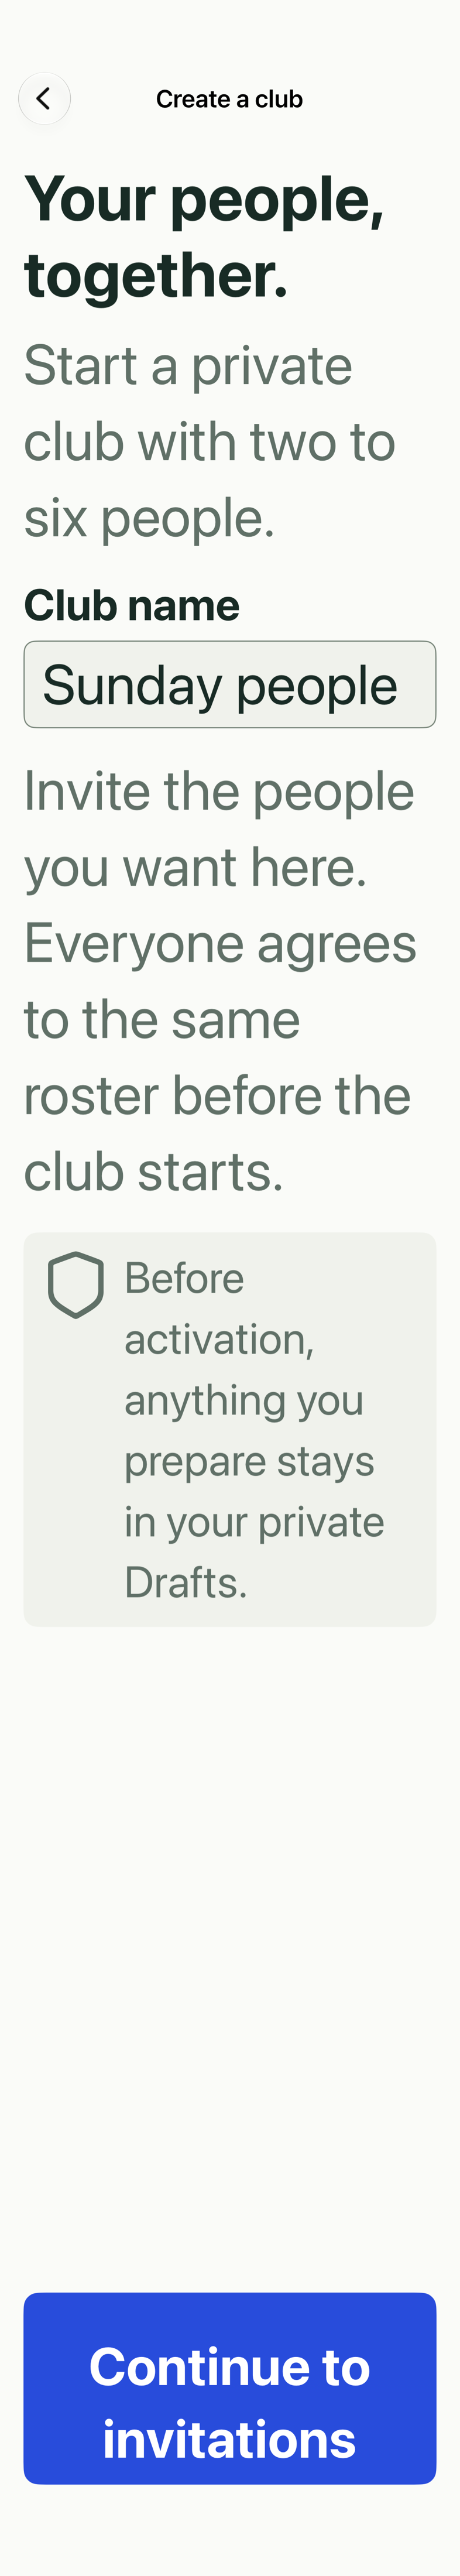 Create a club
Your people,
together.
Start a private
club with two to
six people.
Club name
Sunday people
Invite the people
you want here.
Everyone agrees
to the same
roster before the
club starts.
Before
activation,
anything you
prepare stays
in your private
Drafts.
Continue to
invitations